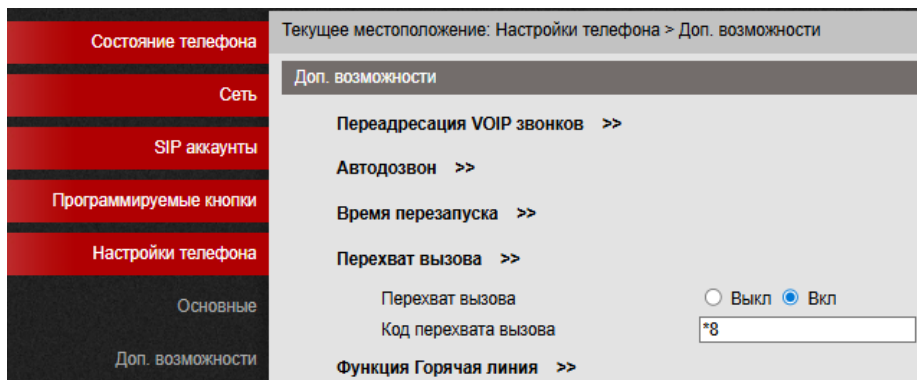 Состояние телефона
Сеть
SIP аккаунты
Программируемые кнопки
Настройки телефона
Основные
Доп. возможности
Текущее местоположение: Настройки телефона > Доп. возможности
Доп. возможности
Переадресация VOIP звонков >>
Автодозвон >>
Время перезапуска >>
Перехват вызова >>
Перехват вызова Выкл Вкл
Код перехвата вызова *8
Функция Горячая линия >>